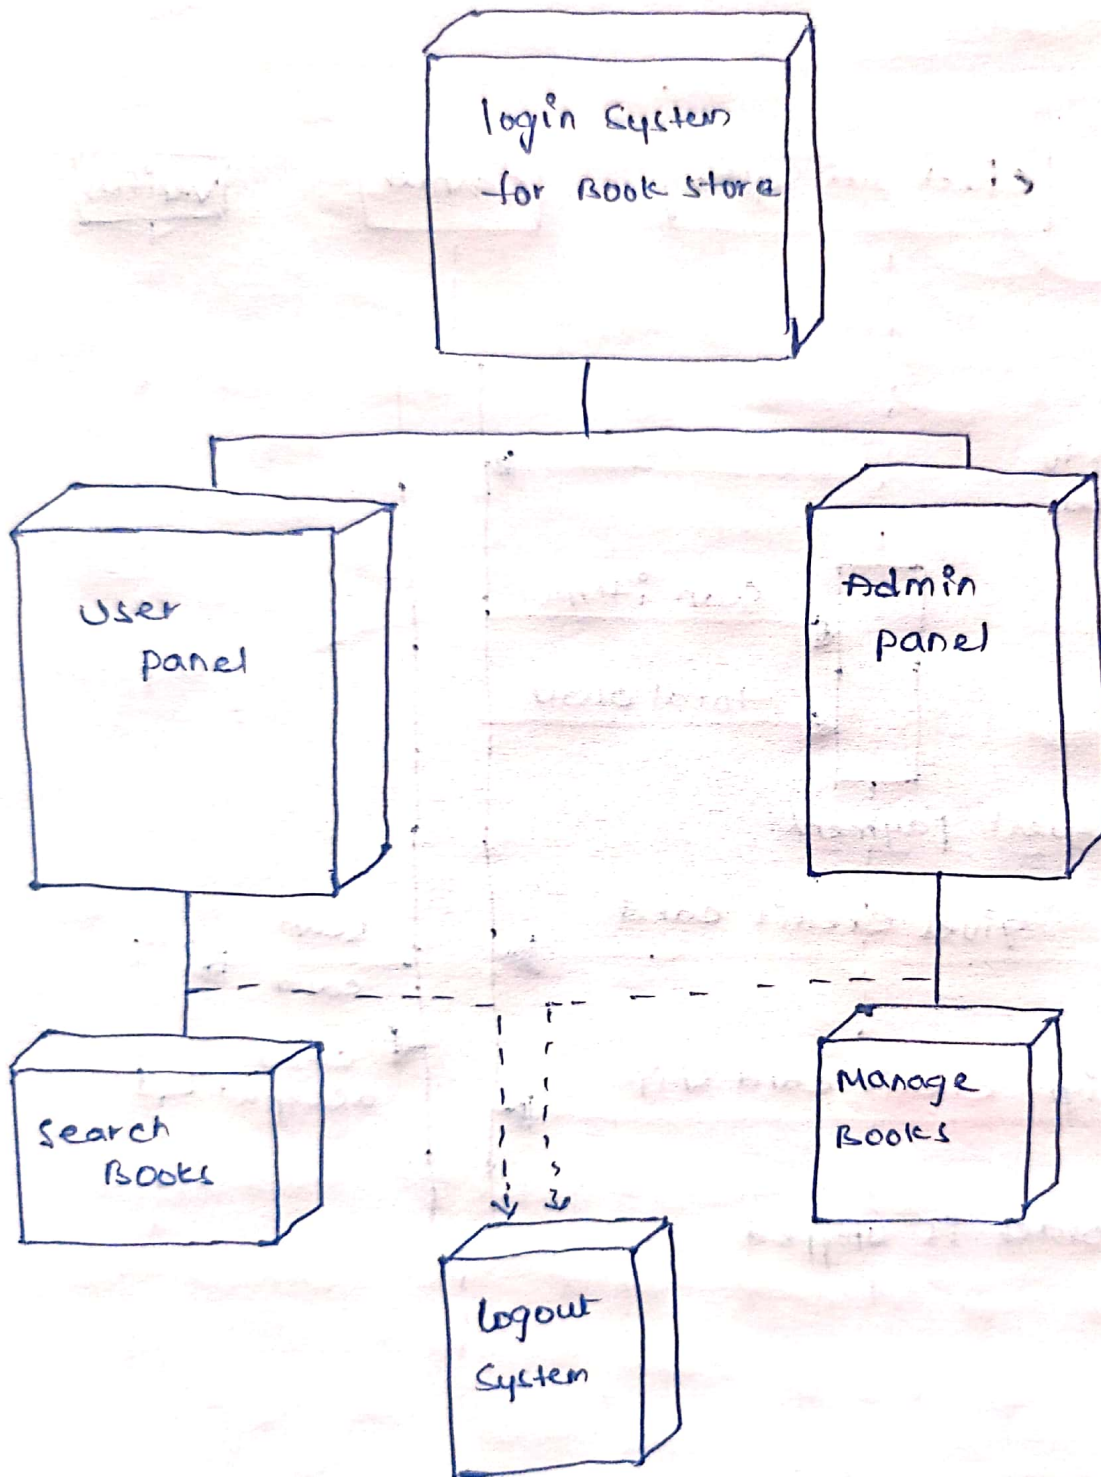 login System
for Book store
User
panel
Admin
panel
Search
Books
Manage
Books
Logout
System